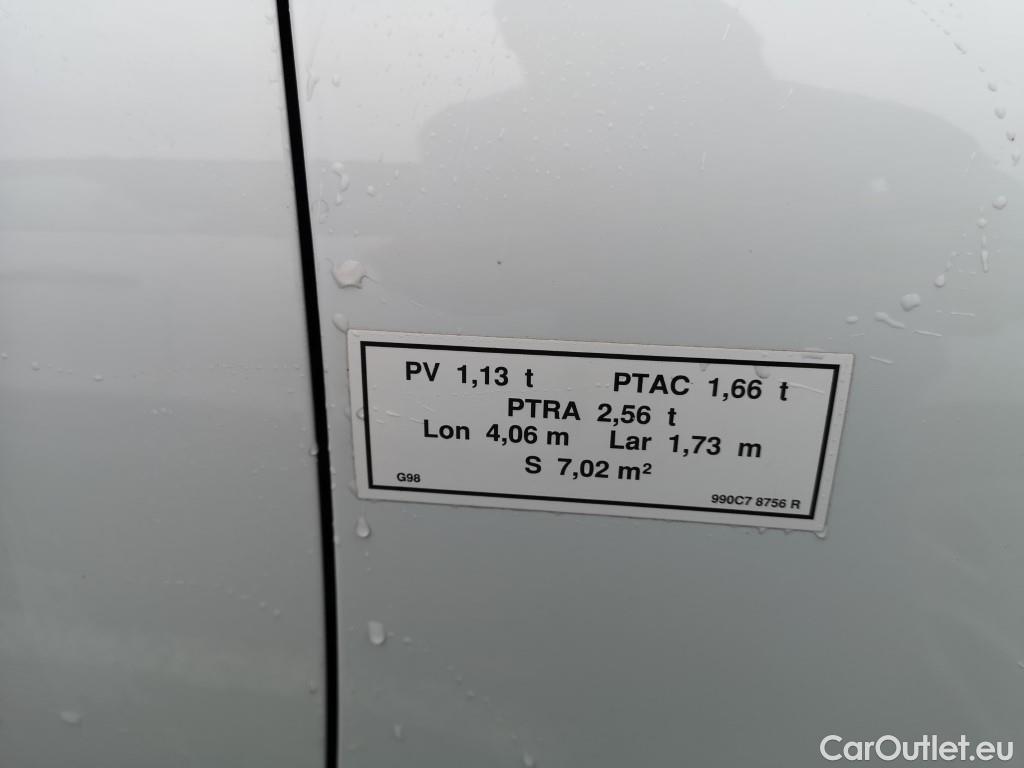 PV 1,13 t PTAC 1,66 t
PTRA 2,56 t
Lon 4,06 m Lar 1,73 m
S 7,02 m²
G98 990C7 8756 R
CarOutlet.eu